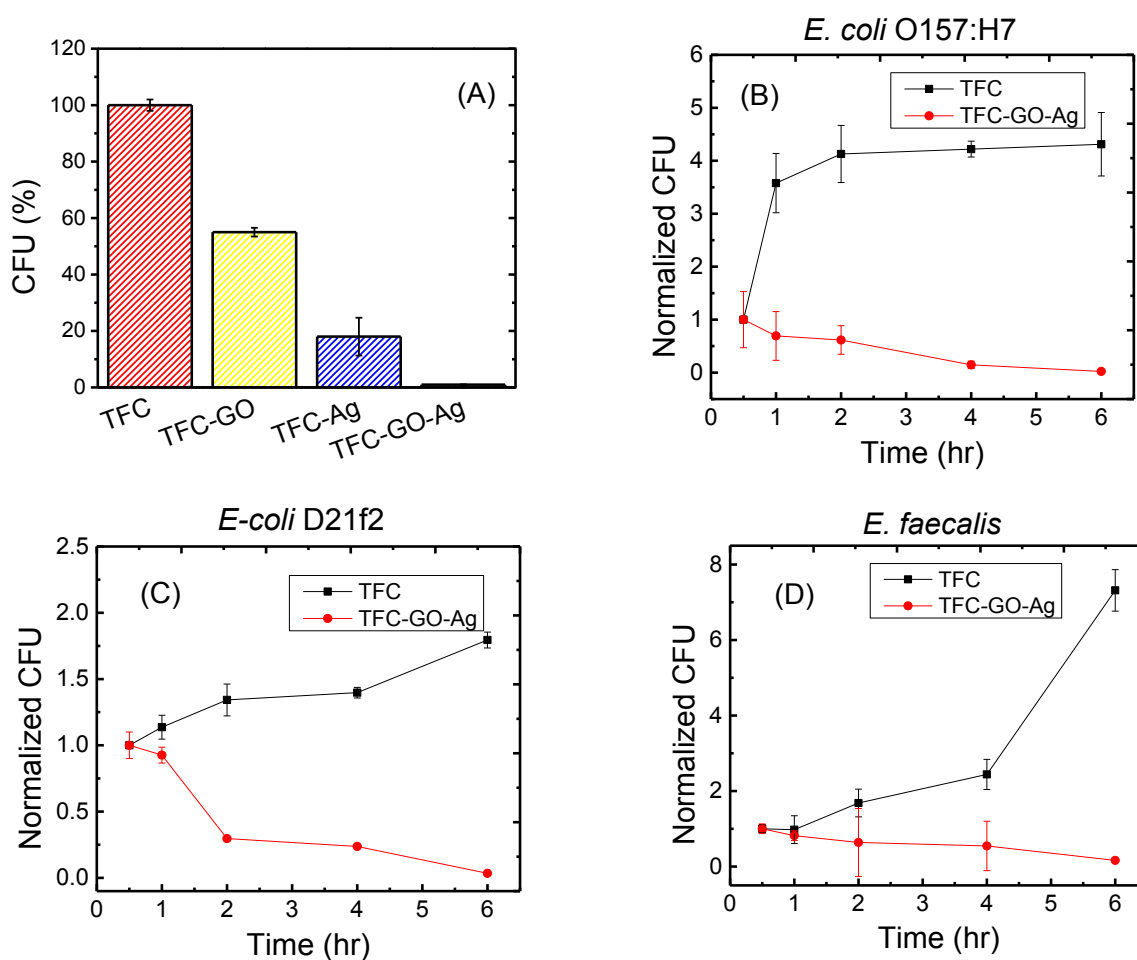 (A)
CFU (%)
120
100
80
60
40
20
0
TFC
TFC-GO
TFC-Ag
TFC-GO-Ag
E. coli O157:H7
(B)
TFC
TFC-GO-Ag
Normalized CFU
6
5
4
3
2
1
0
0 1 2 3 4 5 6
Time (hr)
E-coli D21f2
(C)
TFC
TFC-GO-Ag
Normalized CFU
2.5
2.0
1.5
1.0
0.5
0.0
0 1 2 3 4 5 6
Time (hr)
E. faecalis
(D)
TFC
TFC-GO-Ag
Normalized CFU
8
6
4
2
0
0 1 2 3 4 5 6
Time (hr)